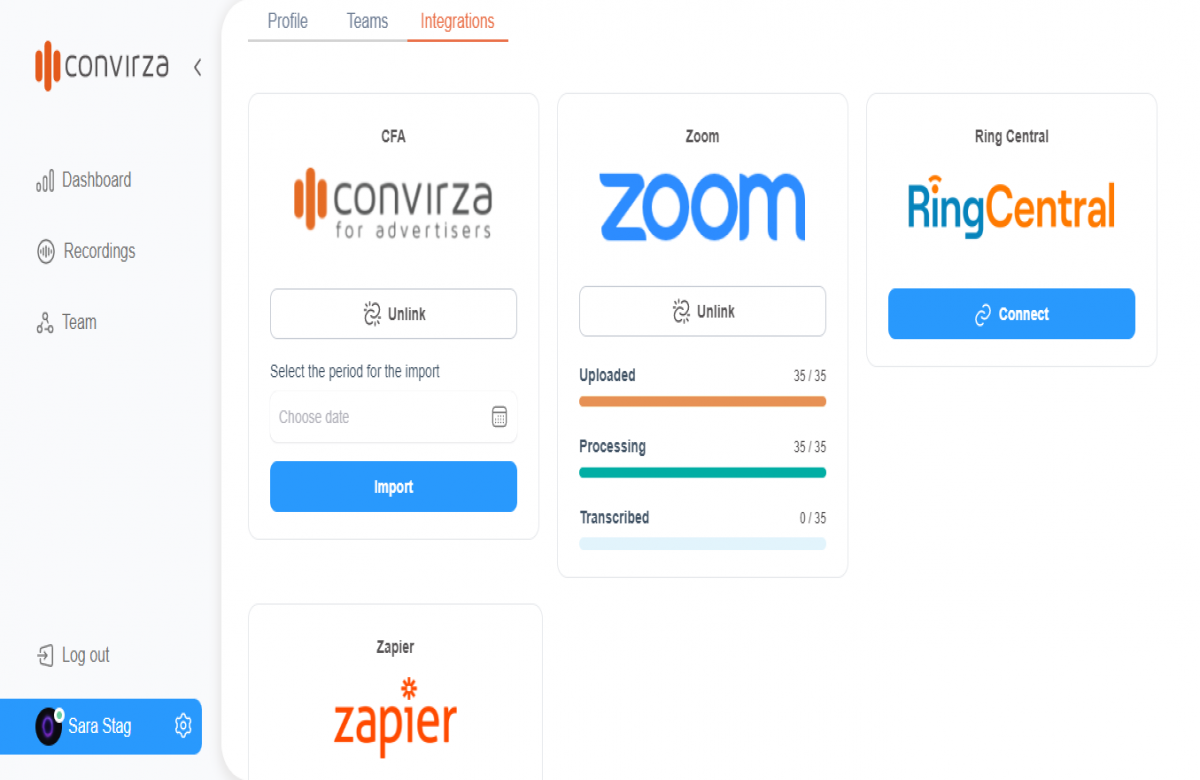 Profile Teams Integrations
convirza
Dashboard
Recordings
Team
Log out
Sara Stag
CFA
convirza
for advertisers
Unlink
Select the period for the import
Choose date
Import
Zoom
zoom
Unlink
Uploaded 35 / 35
Processing 35 / 35
Transcribed 0 / 35
Ring Central
RingCentral
Connect
Zapier
zapier